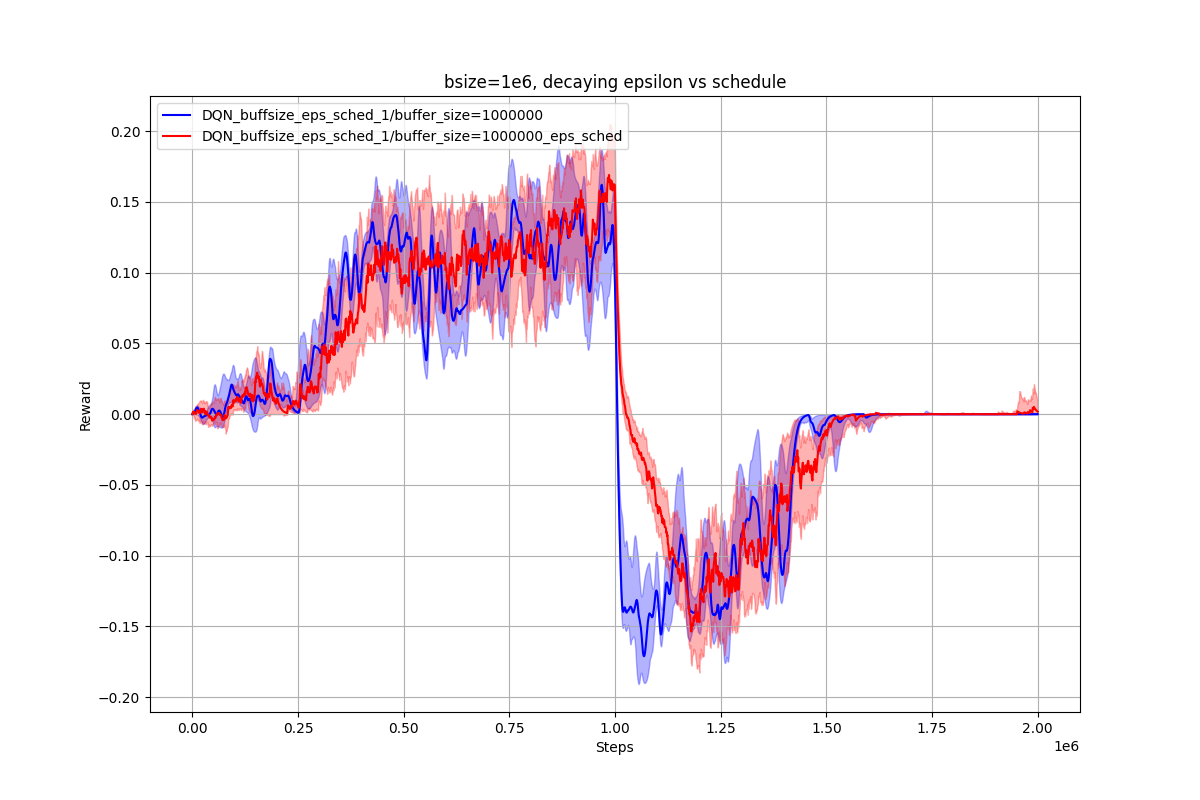 bsize=1e6, decaying epsilon vs schedule
DQN_buffsize_eps_sched_1/buffer_size=1000000
DQN_buffsize_eps_sched_1/buffer_size=1000000_eps_sched
0.20
0.15
0.10
0.05
0.00
−0.05
−0.10
−0.15
−0.20
Reward
0.00 0.25 0.50 0.75 1.00 1.25 1.50 1.75 2.00
Steps
1e6